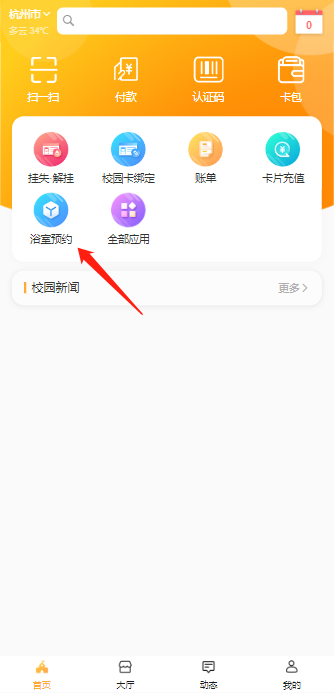 杭州市
多云 34℃
0
扫一扫
付款
认证码
卡包
挂失·解挂
校园卡绑定
账单
卡片充值
浴室预约
全部应用
校园新闻
更多
首页
大厅
动态
我的